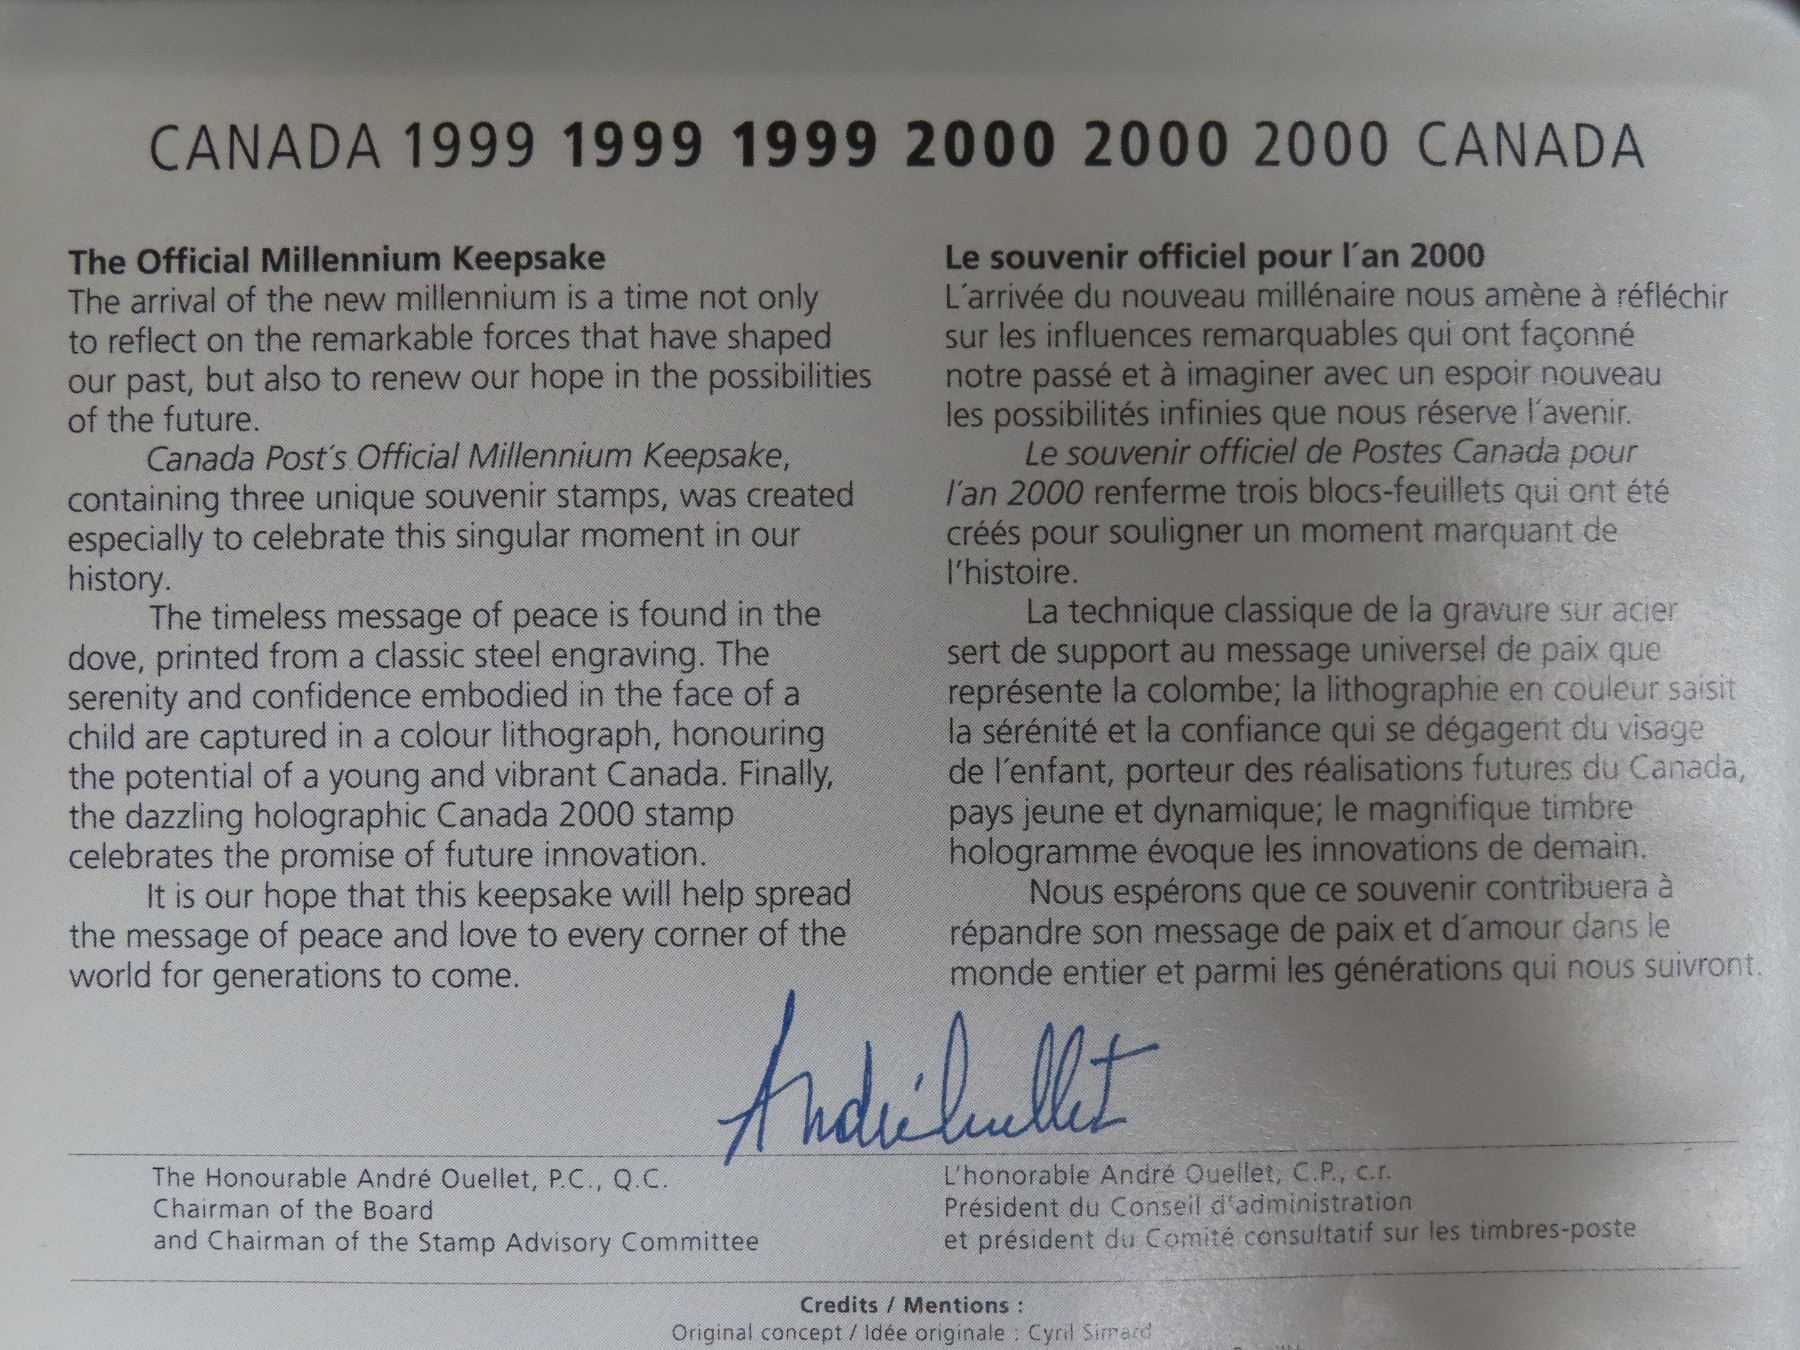 CANADA 1999 1999 1999 2000 2000 2000 CANADA
The Official Millennium Keepsake
The arrival of the new millennium is a time not only
to reflect on the remarkable forces that have shaped
our past, but also to renew our hope in the possibilities
of the future.
Canada Post's Official Millennium Keepsake,
containing three unique souvenir stamps, was created
especially to celebrate this singular moment in our
history.
The timeless message of peace is found in the
dove, printed from a classic steel engraving. The
serenity and confidence embodied in the face of a
child are captured in a colour lithograph, honouring
the potential of a young and vibrant Canada. Finally,
the dazzling holographic Canada 2000 stamp
celebrates the promise of future innovation.
It is our hope that this keepsake will help spread
the message of peace and love to every corner of the
world for generations to come.
Le souvenir officiel pour l'an 2000
L'arrivée du nouveau millénaire nous amène à réfléchir
sur les influences remarquables qui ont façonné
notre passé et à imaginer avec un espoir nouveau
les possibilités infinies que nous réserve l'avenir.
Le souvenir officiel de Postes Canada pour
l'an 2000 renferme trois blocs-feuillets qui ont été
créés pour souligner un moment marquant de
l'histoire.
La technique classique de la gravure sur acier
sert de support au message universel de paix que
représente la colombe; la lithographie en couleur saisit
la sérénité et la confiance qui se dégagent du visage
de l'enfant, porteur des réalisations futures du Canada,
pays jeune et dynamique; le magnifique timbre
hologramme évoque les innovations de demain.
Nous espérons que ce souvenir contribuera à
répandre son message de paix et d'amour dans le
monde entier et parmi les générations qui nous suivront.
André Ouellet
The Honourable André Ouellet, P.C., Q.C.
Chairman of the Board
and Chairman of the Stamp Advisory Committee
L'honorable André Ouellet, C.P., c.r.
Président du Conseil d'administration
et président du Comité consultatif sur les timbres-poste
Credits / Mentions :
Original concept / Idée originale : Cyril Simard